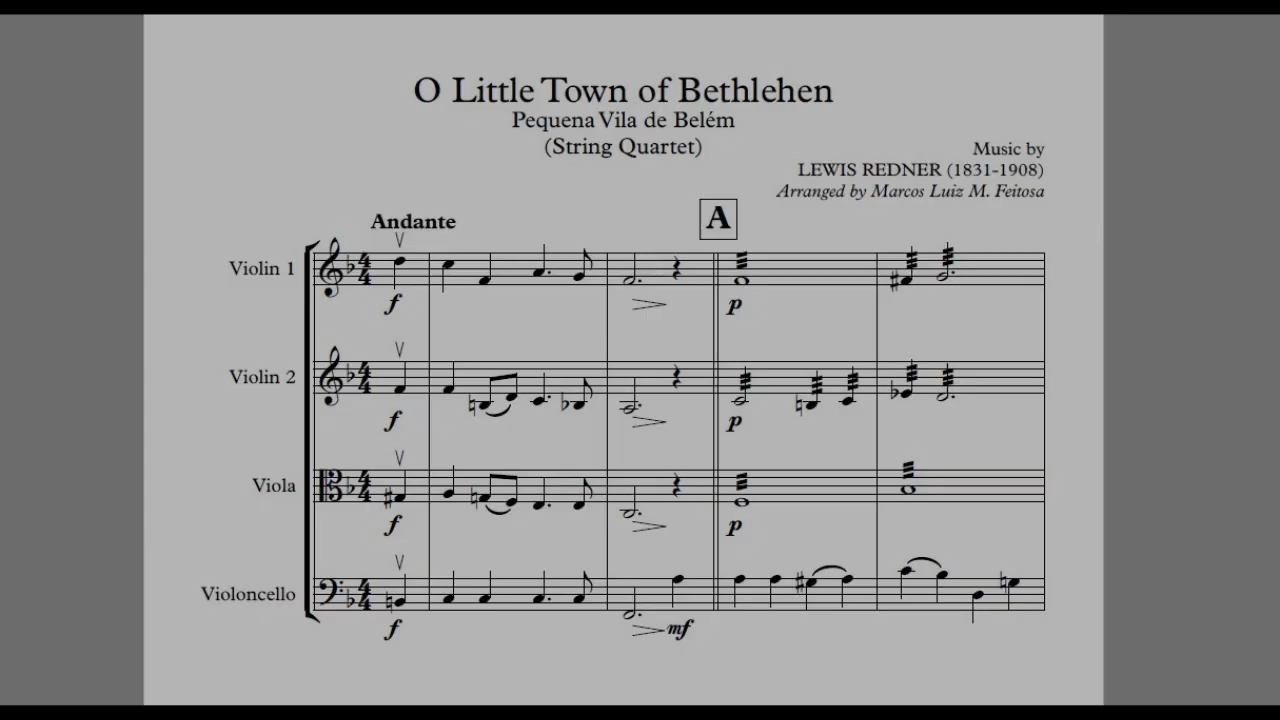 O Little Town of Bethlehen
Pequena Vila de Belém
(String Quartet)
Music by
LEWIS REDNER (1831-1908)
Arranged by Marcos Luiz M. Feitosa
Andante
A
Violin 1
f
p
Violin 2
f
p
Viola
f
p
Violoncello
f
mf